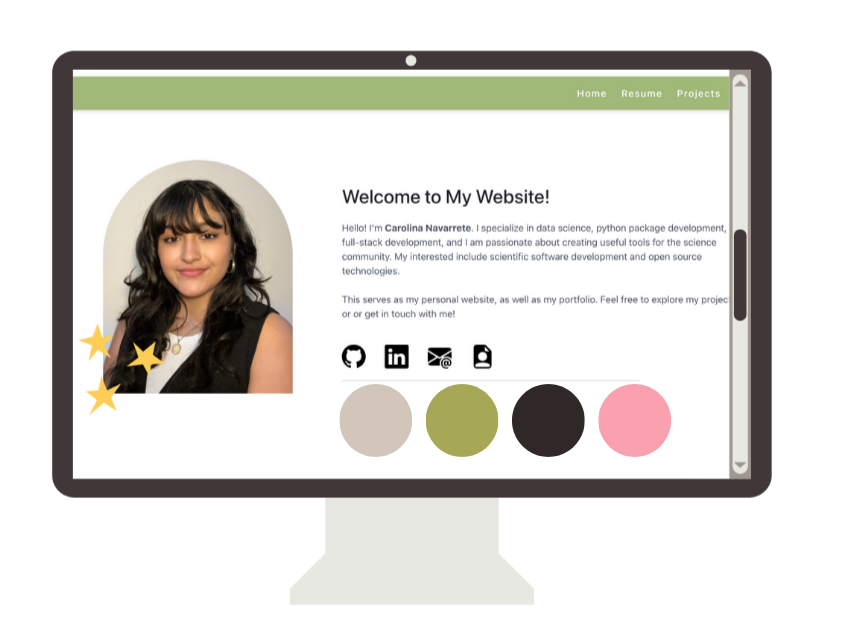 Home Resume Projects
Welcome to My Website!
Hello! I'm Carolina Navarrete. I specialize in data science, python package development,
full-stack development, and I am passionate about creating useful tools for the science
community. My interested include scientific software development and open source
technologies.
This serves as my personal website, as well as my portfolio. Feel free to explore my projec
or or get in touch with me!
in
@